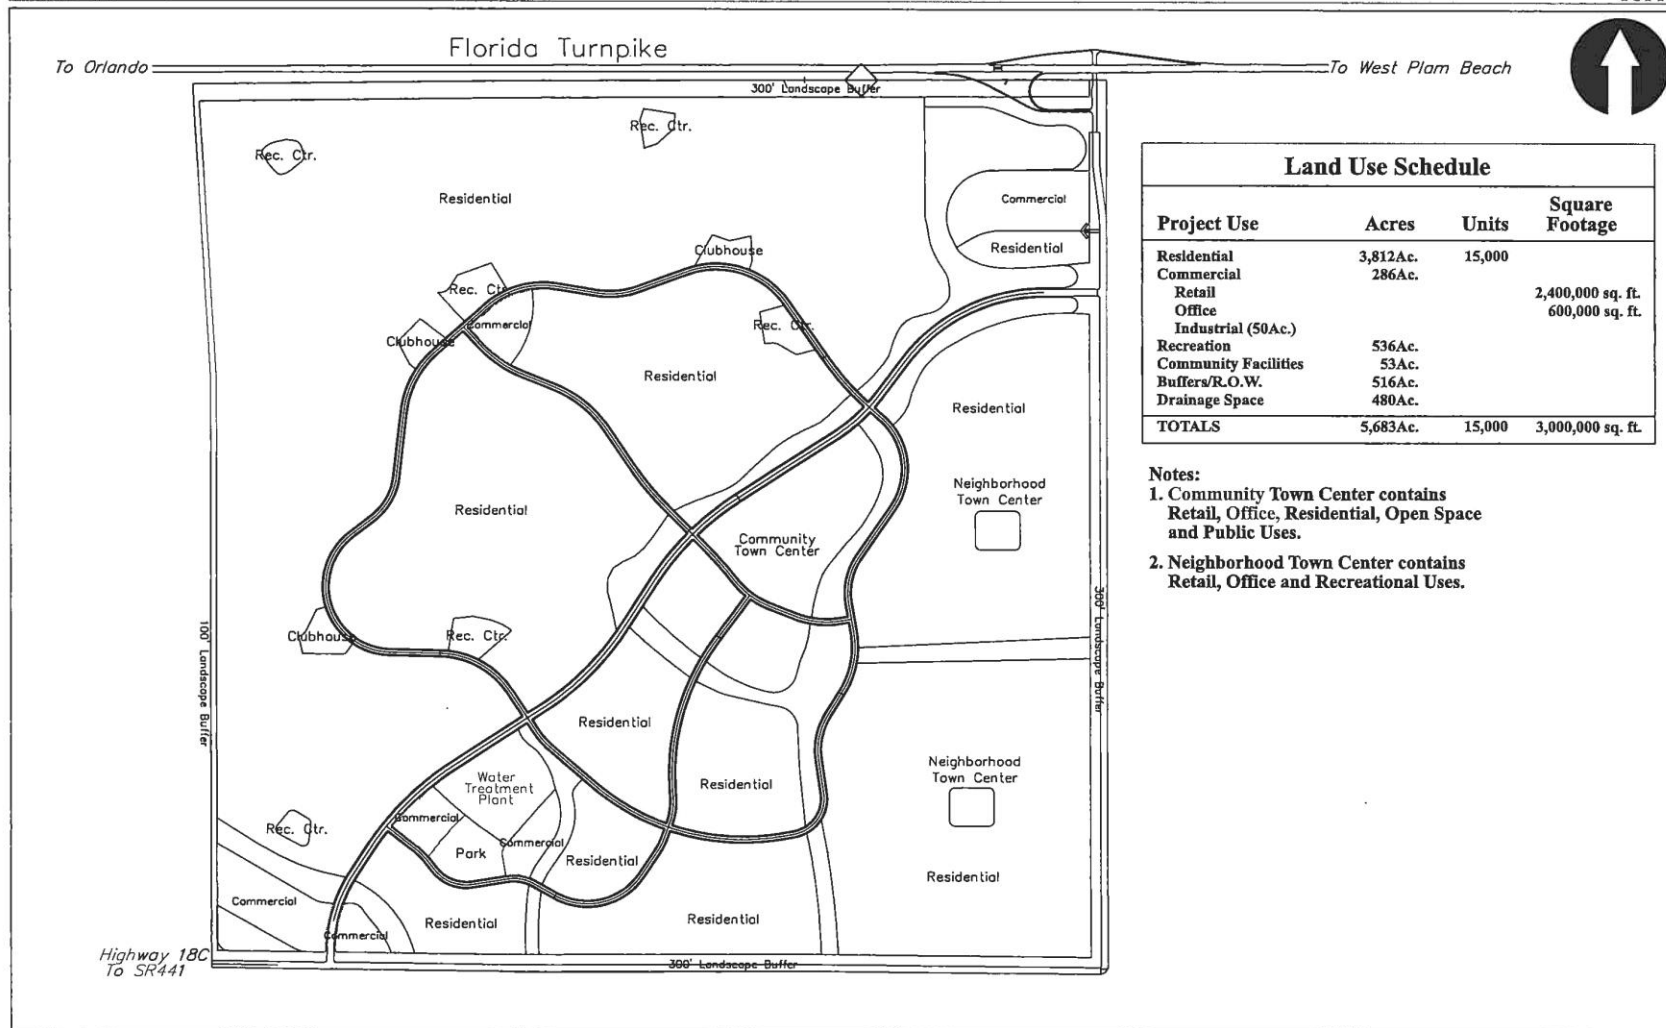 Florida Turnpike
To Orlando
To West Plam Beach
300' Landscape Buffer
Rec. Ctr.
Rec. Ctr.
Residential
Commercial
Residential
Clubhouse
Rec. Ctr.
Commercial
Clubhouse
Rec. Ctr.
Residential
Residential
Neighborhood
Town Center
Residential
Community
Town Center
100' Landscape Buffer
300' Landscape Buffer
Clubhouse
Rec. Ctr.
Residential
Neighborhood
Town Center
Water
Treatment
Plant
Residential
Commercial
Rec. Ctr.
Commercial
Park
Residential
Residential
Commercial
Residential
Residential
Commercial
Highway 18C
To SR441
300' Landscape Buffer
Land Use Schedule
Project Use Acres Units Square Footage
Residential 3,812Ac. 15,000
Commercial 286Ac.
Retail 2,400,000 sq. ft.
Office 600,000 sq. ft.
Industrial (50Ac.)
Recreation 536Ac.
Community Facilities 53Ac.
Buffers/R.O.W. 516Ac.
Drainage Space 480Ac.
TOTALS 5,683Ac. 15,000 3,000,000 sq. ft.
Notes:
1. Community Town Center contains
Retail, Office, Residential, Open Space
and Public Uses.
2. Neighborhood Town Center contains
Retail, Office and Recreational Uses.